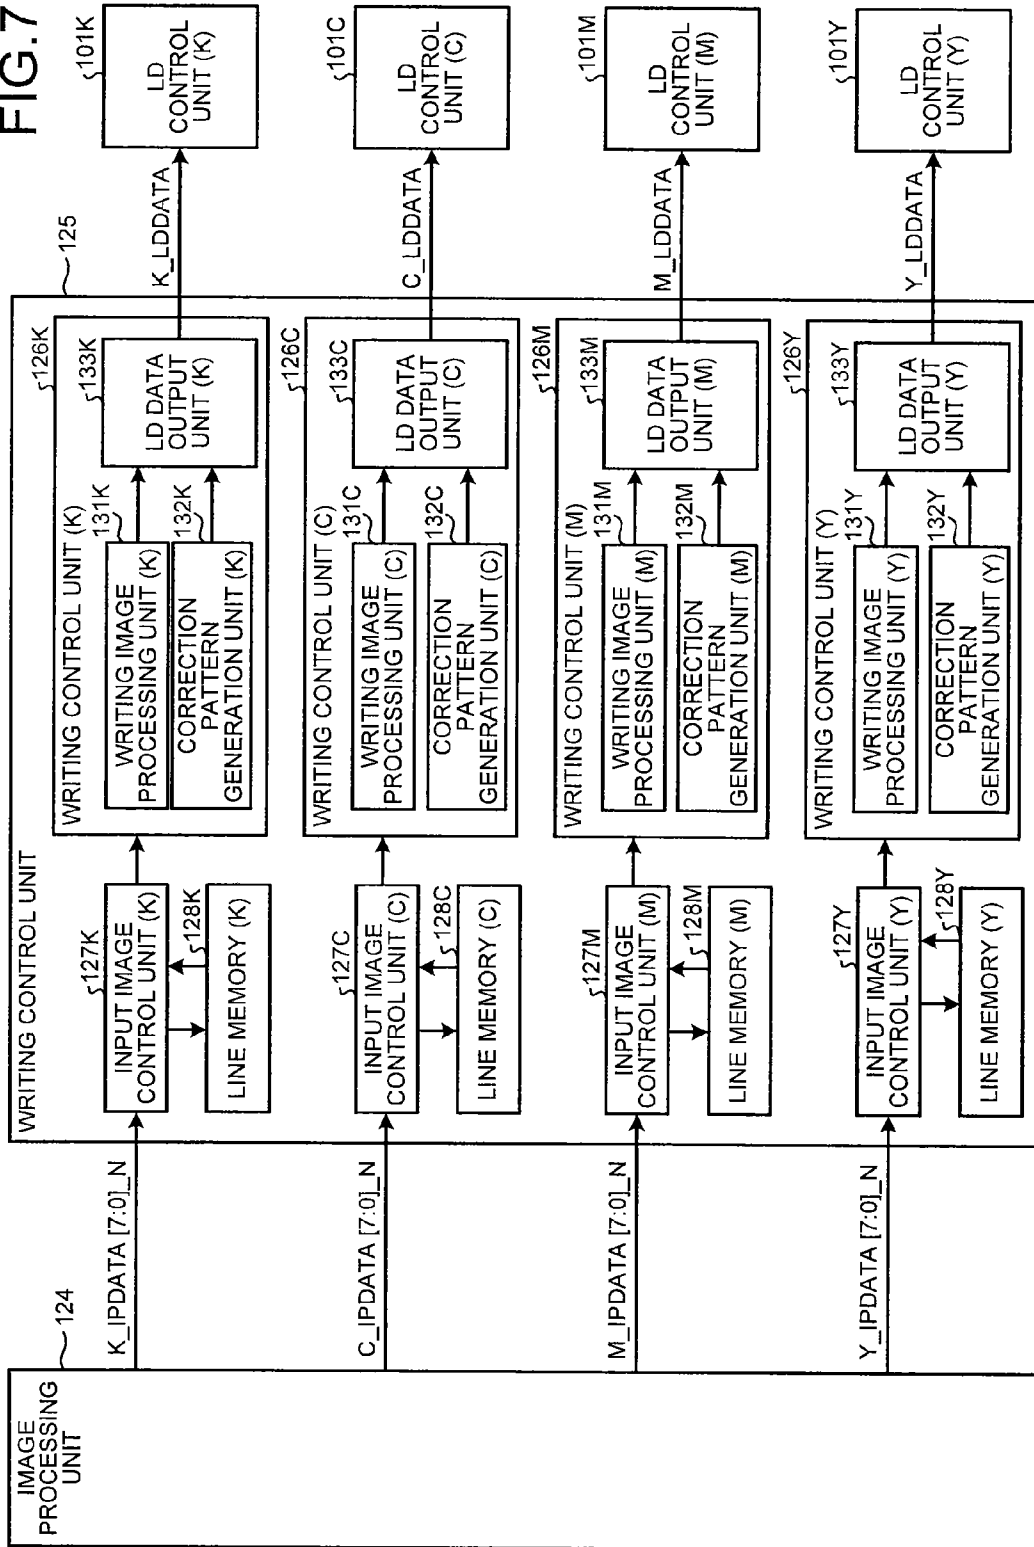 FIG.7
IMAGE
PROCESSING
UNIT
124
K_IPDATA [7:0]_N
C_IPDATA [7:0]_N
M_IPDATA [7:0]_N
Y_IPDATA [7:0]_N
WRITING CONTROL UNIT
125
127K
INPUT IMAGE
CONTROL UNIT (K)
128K
LINE MEMORY (K)
WRITING CONTROL UNIT (K)
126K
131K
WRITING IMAGE
PROCESSING UNIT (K)
132K
CORRECTION
PATTERN
GENERATION UNIT (K)
133K
LD DATA
OUTPUT
UNIT (K)
K_LDDATA
101K
LD
CONTROL
UNIT (K)
127C
INPUT IMAGE
CONTROL UNIT (C)
128C
LINE MEMORY (C)
WRITING CONTROL UNIT (C)
126C
131C
WRITING IMAGE
PROCESSING UNIT (C)
132C
CORRECTION
PATTERN
GENERATION UNIT (C)
133C
LD DATA
OUTPUT
UNIT (C)
C_LDDATA
101C
LD
CONTROL
UNIT (C)
127M
INPUT IMAGE
CONTROL UNIT (M)
128M
LINE MEMORY (M)
WRITING CONTROL UNIT (M)
126M
131M
WRITING IMAGE
PROCESSING UNIT (M)
132M
CORRECTION
PATTERN
GENERATION UNIT (M)
133M
LD DATA
OUTPUT
UNIT (M)
M_LDDATA
101M
LD
CONTROL
UNIT (M)
127Y
INPUT IMAGE
CONTROL UNIT (Y)
128Y
LINE MEMORY (Y)
WRITING CONTROL UNIT (Y)
126Y
131Y
WRITING IMAGE
PROCESSING UNIT (Y)
132Y
CORRECTION
PATTERN
GENERATION UNIT (Y)
133Y
LD DATA
OUTPUT
UNIT (Y)
Y_LDDATA
101Y
LD
CONTROL
UNIT (Y)